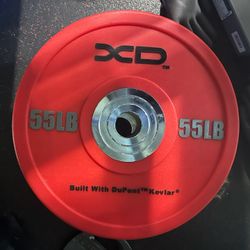 XD™
55LB 55LB
Built With DuPont™ Kevlar®